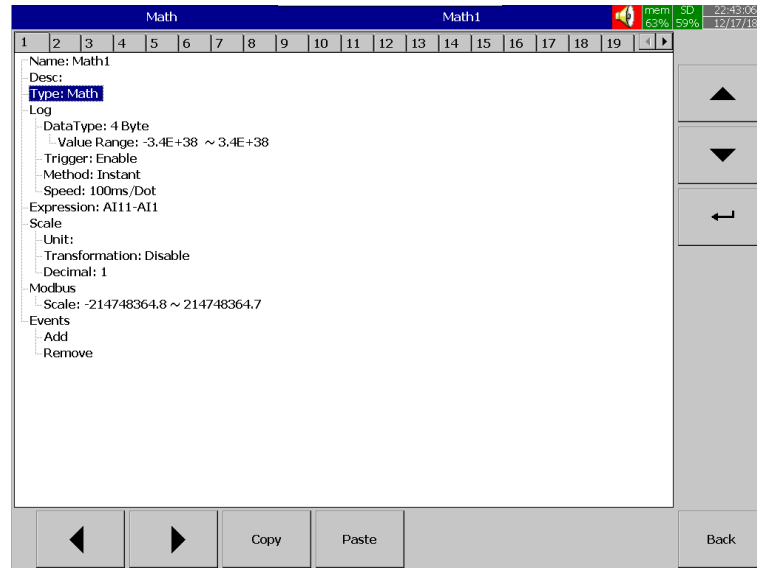 Math Math1 mem 63% SD 59% 22:43:06 12/17/18
1 2 3 4 5 6 7 8 9 10 11 12 13 14 15 16 17 18 19
Name: Math1
Desc:
Type: Math
Log
DataType: 4 Byte
Value Range: -3.4E+38 ~ 3.4E+38
Trigger: Enable
Method: Instant
Speed: 100ms/Dot
Expression: AI11-AI1
Scale
Unit:
Transformation: Disable
Decimal: 1
Modbus
Scale: -214748364.8 ~ 214748364.7
Events
Add
Remove
Copy Paste Back